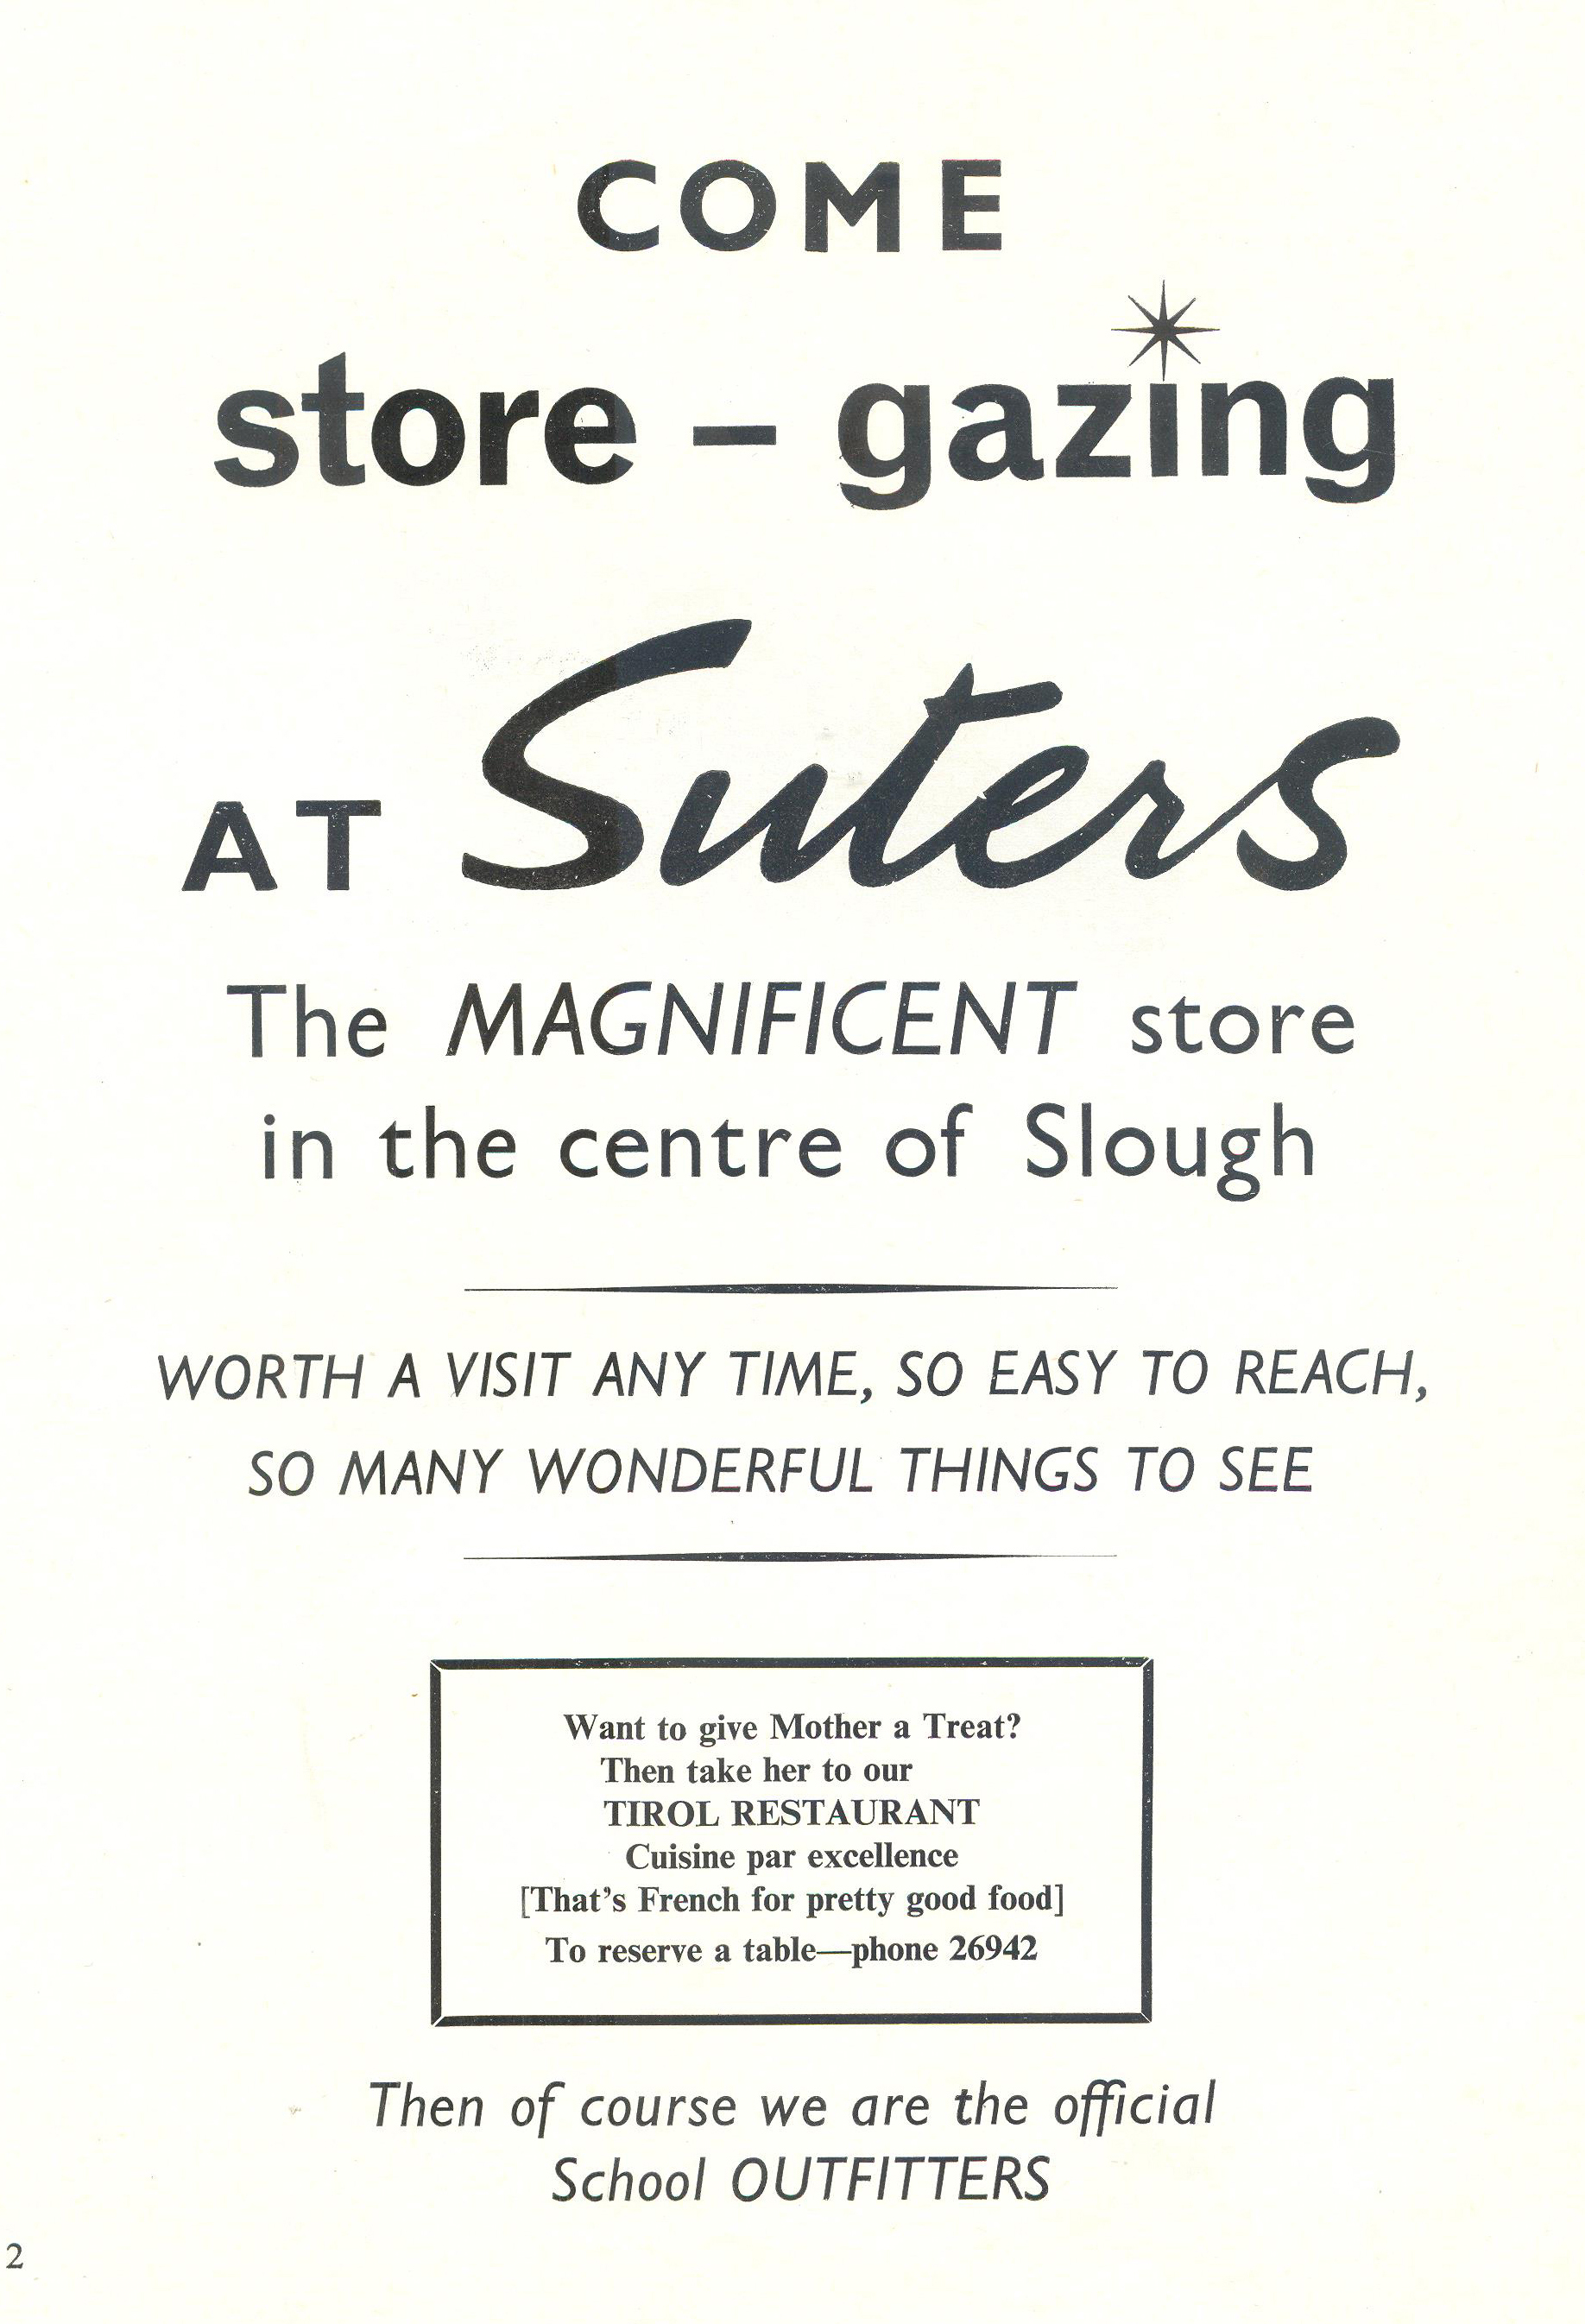 COME
store – gazing
AT Suters
The MAGNIFICENT store
in the centre of Slough
WORTH A VISIT ANY TIME, SO EASY TO REACH,
SO MANY WONDERFUL THINGS TO SEE
Want to give Mother a Treat?
Then take her to our
TIROL RESTAURANT
Cuisine par excellence
[That's French for pretty good food]
To reserve a table—phone 26942
Then of course we are the official
School OUTFITTERS
2